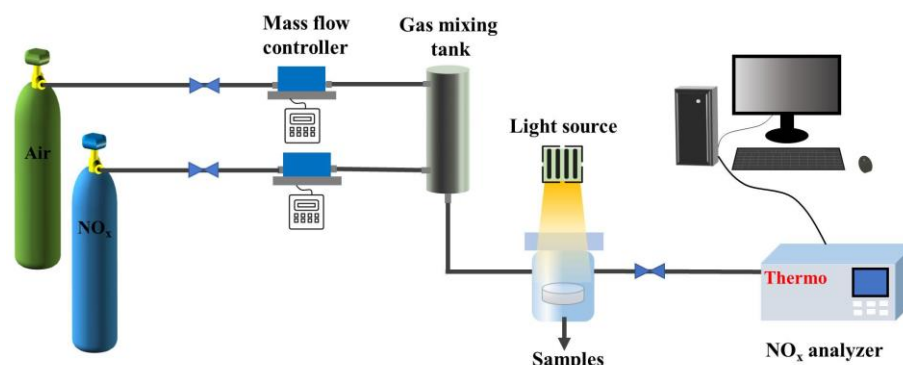 Mass flow
controller
Gas mixing
tank
Light source
Air
NOₓ
Thermo
Samples
NOₓ analyzer